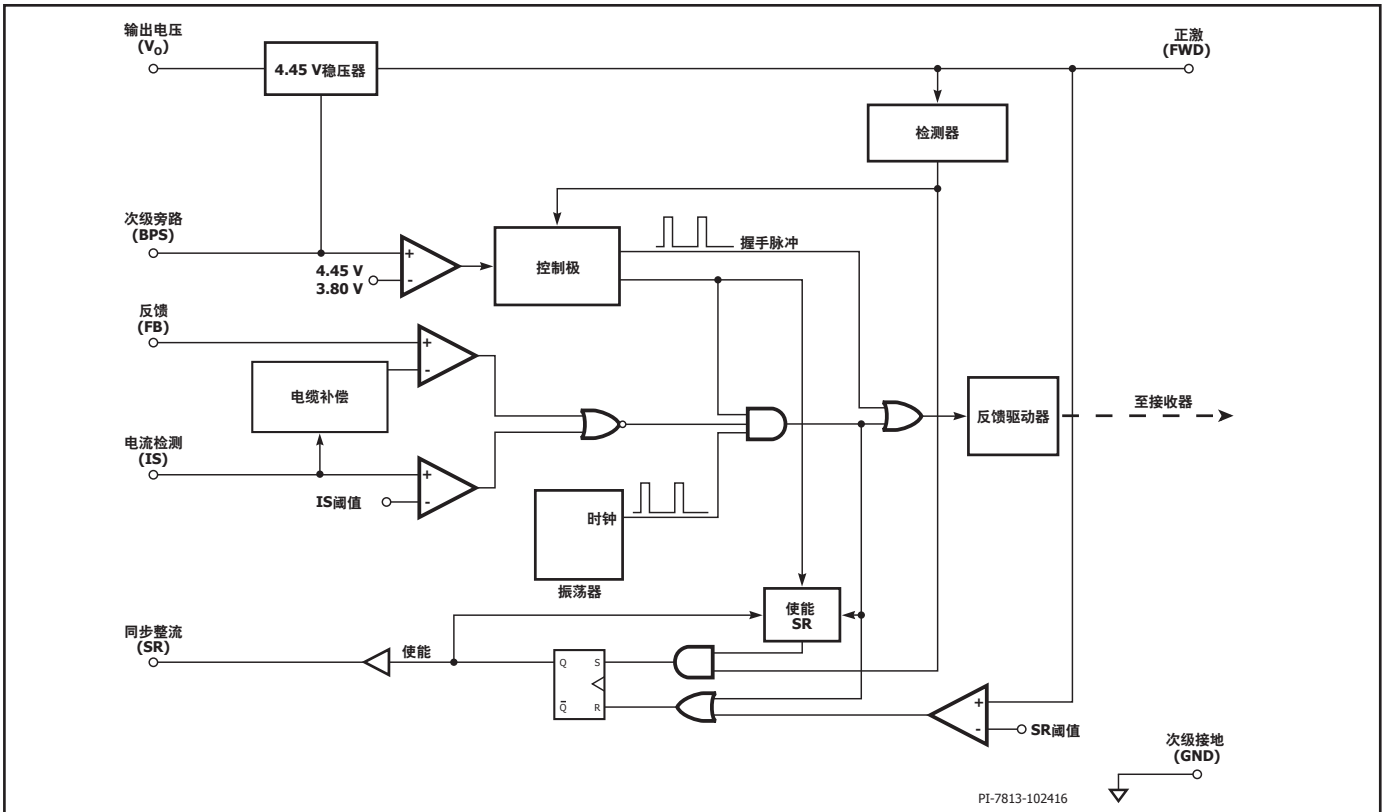 输出电压
(VO)
4.45 V稳压器
正激
(FWD)
检测器
次级旁路
(BPS)
+
-
4.45 V
3.80 V
控制极
握手脉冲
反馈
(FB)
+
-
电缆补偿
电流检测
(IS)
+
-
IS阈值
反馈驱动器
至接收器
时钟
振荡器
使能
SR
同步整流
(SR)
使能
Q
S
Q̅
R
+
-
SR阈值
次级接地
(GND)
PI-7813-102416